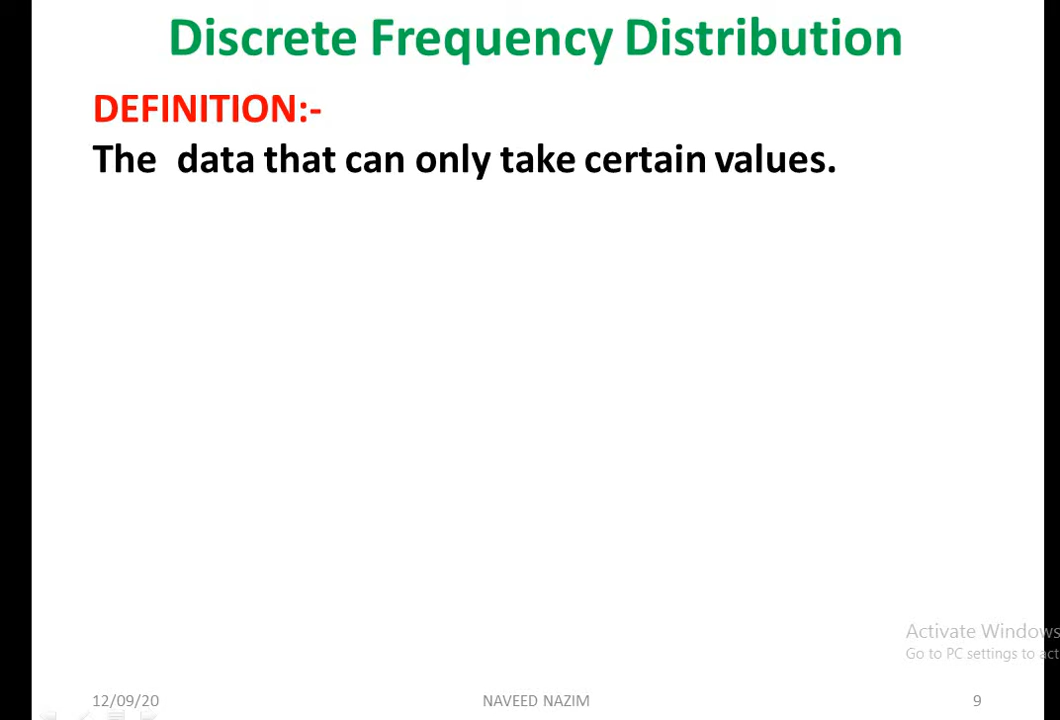 Discrete Frequency Distribution
DEFINITION:-
The data that can only take certain values.
Activate Windows
Go to PC settings to act
12/09/20
NAVEED NAZIM
9